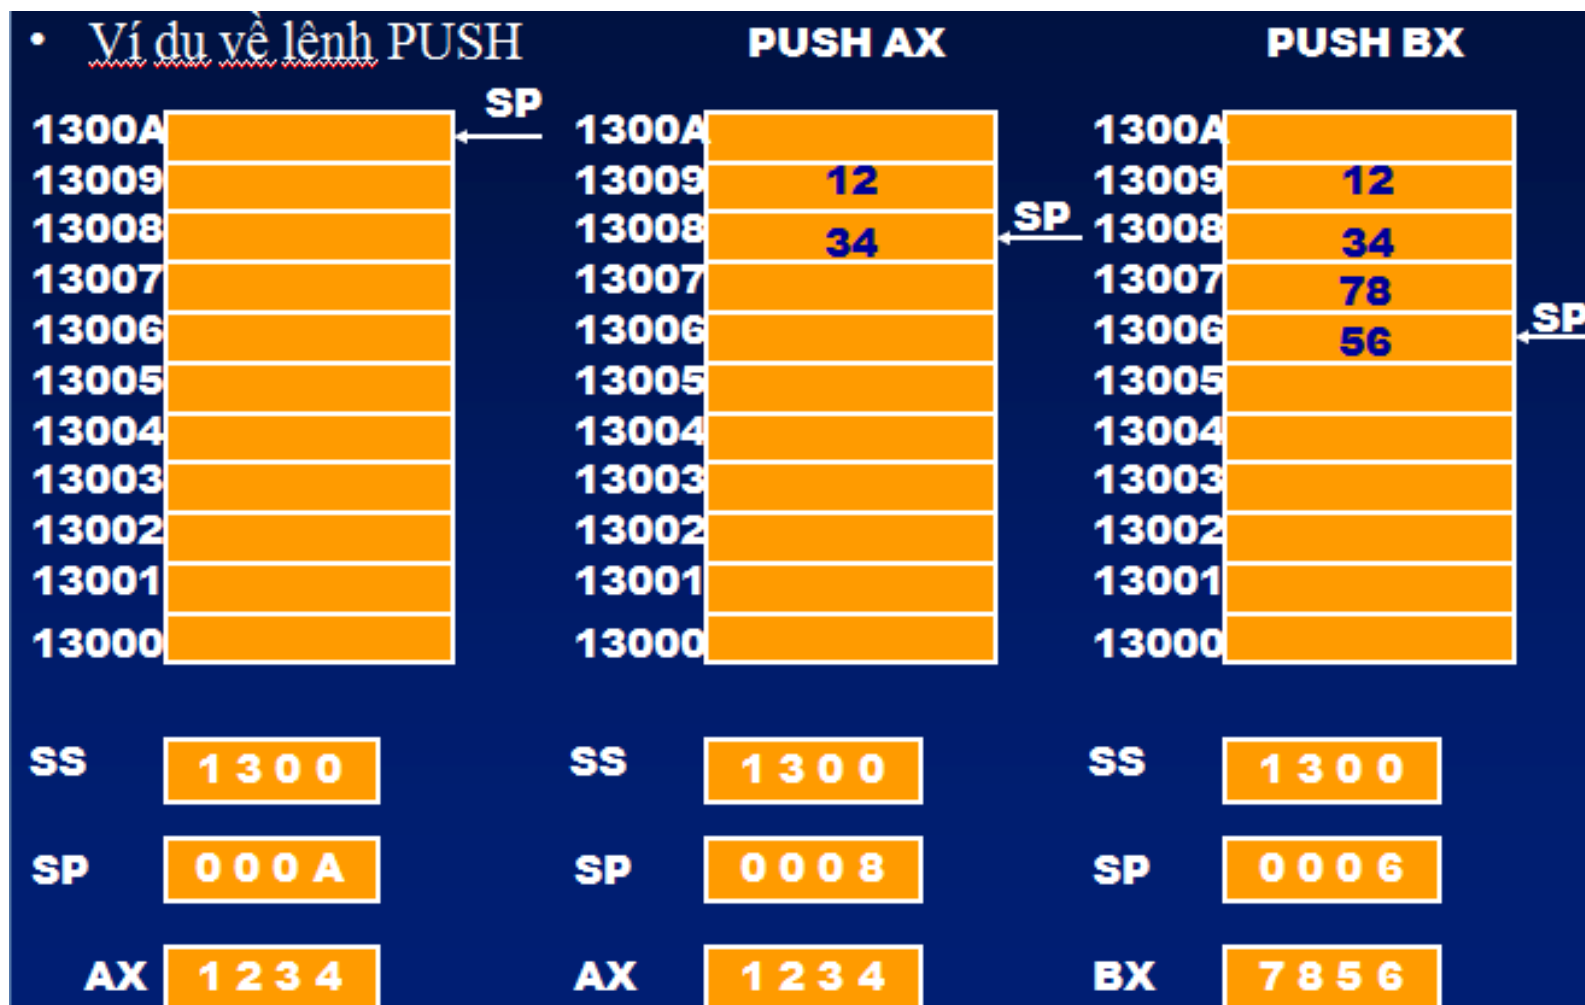 • Ví dụ về lệnh PUSH PUSH AX PUSH BX
SP
1300A 1300A 1300A
13009 13009 12 13009 12
13008 13008 34 SP 13008 34
13007 13007 13007 78
13006 13006 13006 56 SP
13005 13005 13005
13004 13004 13004
13003 13003 13003
13002 13002 13002
13001 13001 13001
13000 13000 13000
SS 1300 SS 1300 SS 1300
SP 000A SP 0008 SP 0006
AX 1234 AX 1234 BX 7856